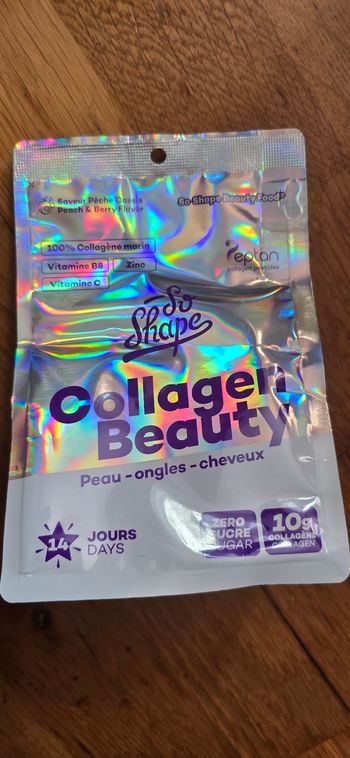 Saveur Pêche Cassis
Peach & Berry Flavor
So Shape Beauty Food®
100% Collagène marin
Vitamine B8
Zinc
Vitamine C
Peptan
collagen peptides
So
Shape
Collagen
Beauty
Peau - ongles - cheveux
14
JOURS
DAYS
ZERO
SUCRE
SUGAR
10g
COLLAGÈNE
COLLAGEN